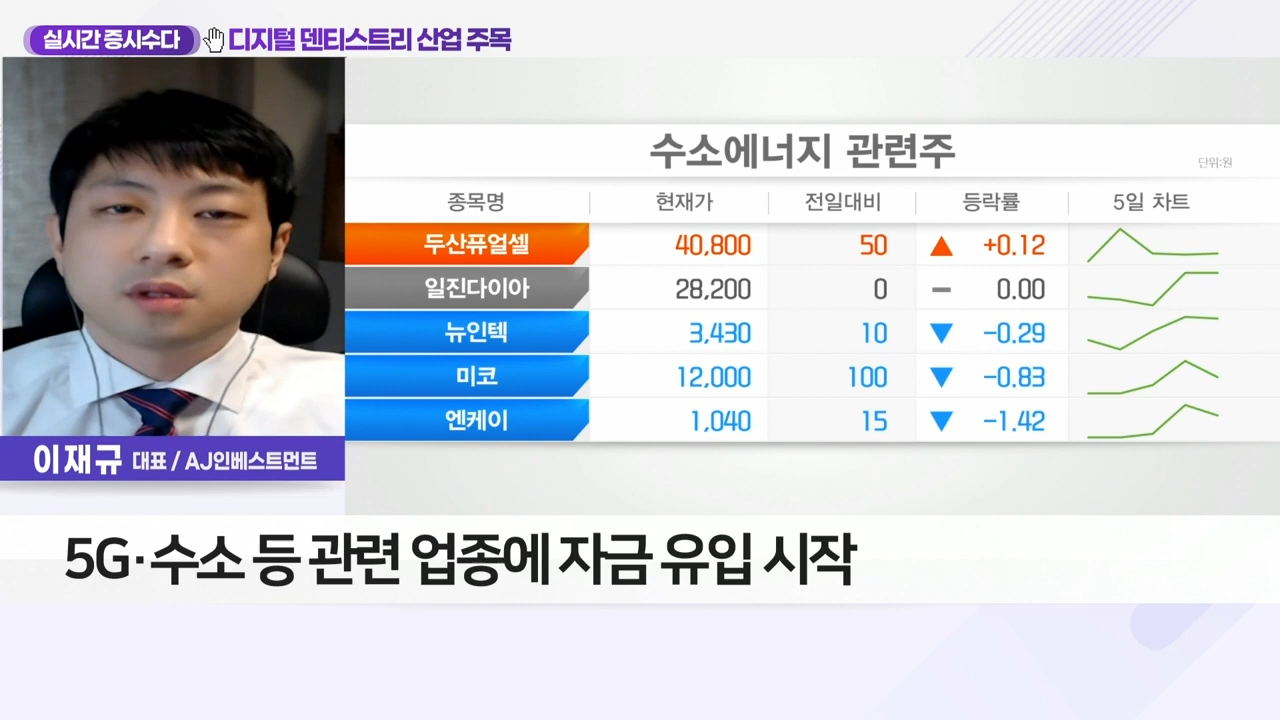 실시간 증시수다 디지털 덴티스트리 산업 주목
수소에너지 관련주
단위:원
종목명 현재가 전일대비 등락률 5일 차트
두산퓨얼셀 40,800 50 ▲ +0.12
일진다이아 28,200 0 − 0.00
뉴인텍 3,430 10 ▼ −0.29
미코 12,000 100 ▼ −0.83
엔케이 1,040 15 ▼ −1.42
이재규 대표 / AJ인베스트먼트
5G·수소 등 관련 업종에 자금 유입 시작